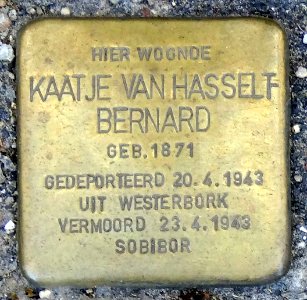 HIER WOONDE
KAATJE VAN HASSELT-
BERNARD
GEB. 1871
GEDEPORTEERD 20.4.1943
UIT WESTERBORK
VERMOORD 23.4.1943
SOBIBOR